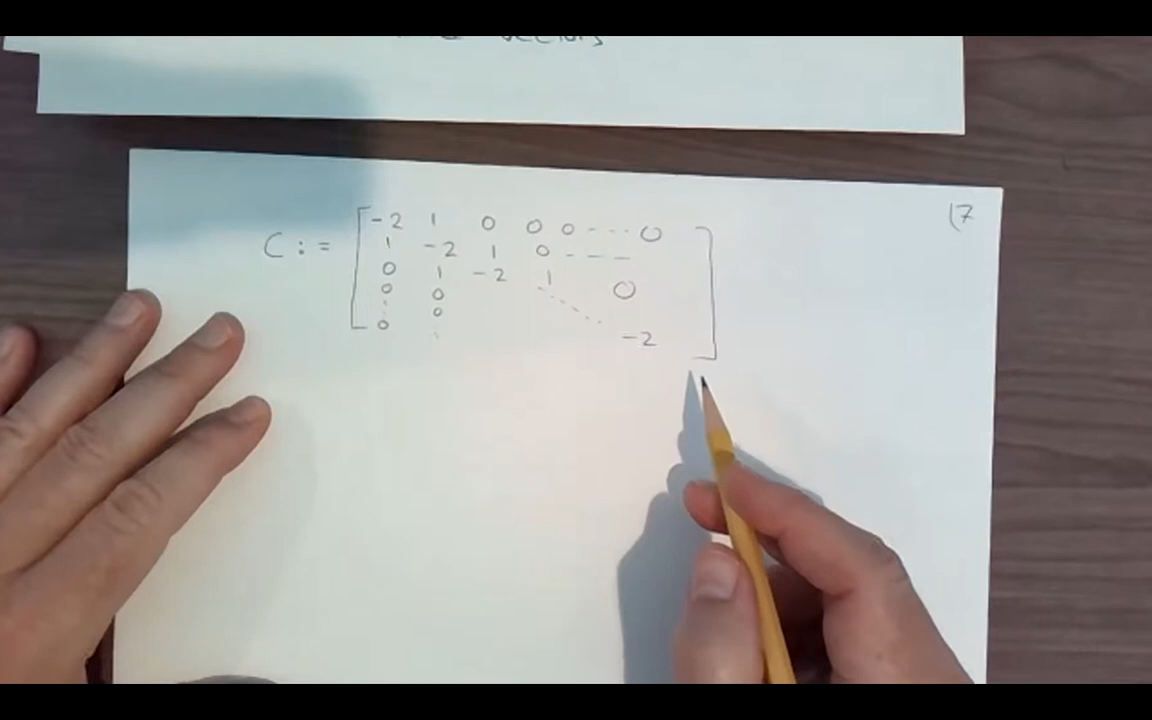 vectors
17
C := -2 1 0 0 0 - - - - - 0
1 -2 1 0 - - - -
0 1 -2 1 0
0 0
: 0
0 -2